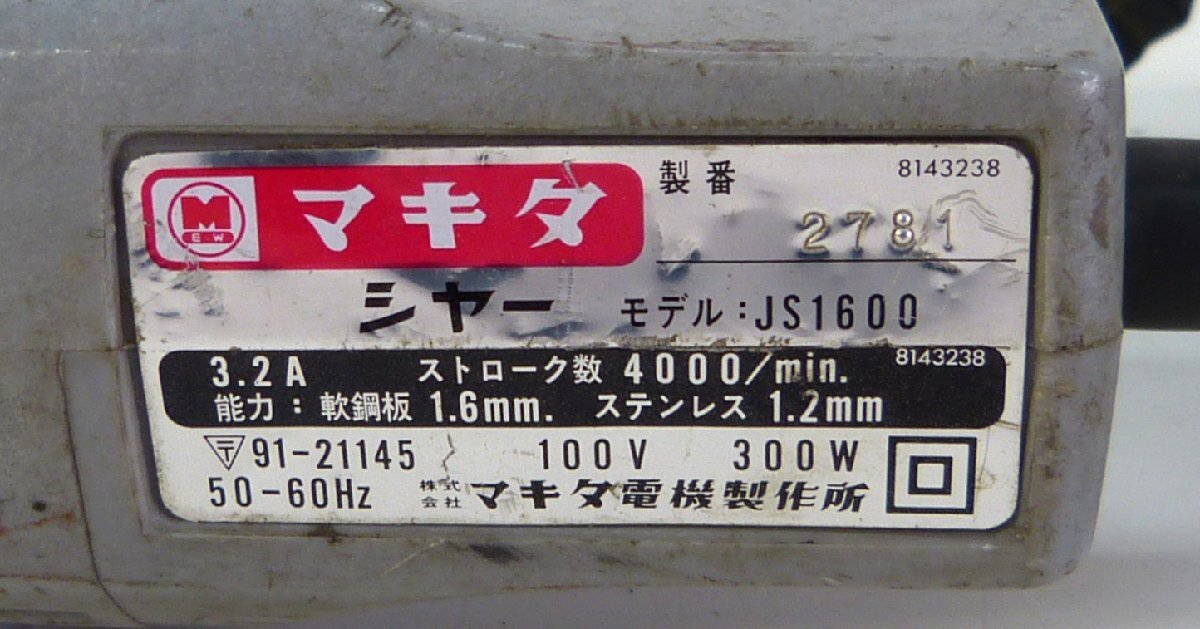 M
E W
マキタ
製番
8143238
2781
シャー モデル:JS1600
8143238
3.2A ストローク数 4000/min.
能力:軟鋼板 1.6mm. ステンレス 1.2mm
〒91-21145 100V 300W
50-60Hz 株式会社 マキタ電機製作所